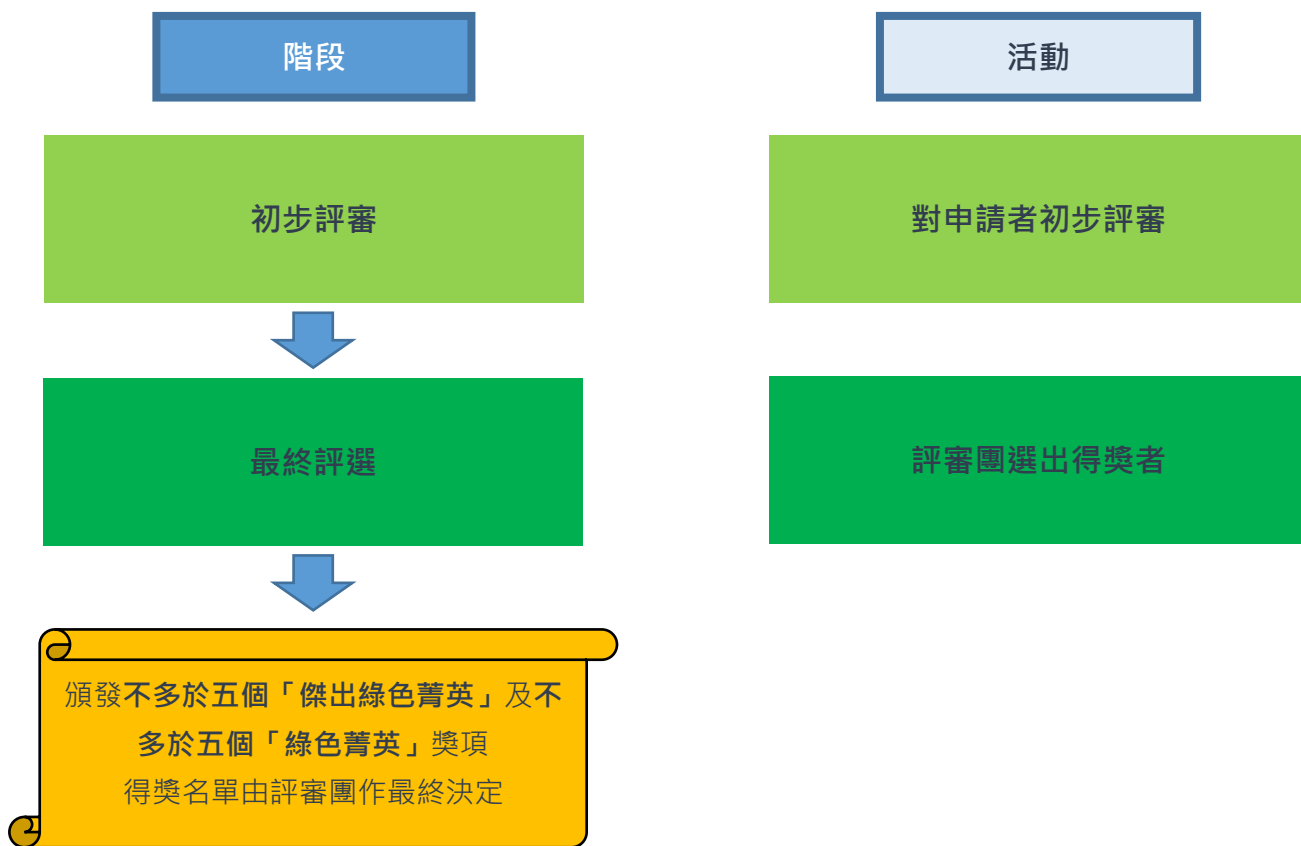 階段
活動
初步評審
對申請者初步評審
最終評選
評審團選出得獎者
頒發不多於五個「傑出綠色菁英」及不
多於五個「綠色菁英」獎項
得獎名單由評審團作最終決定